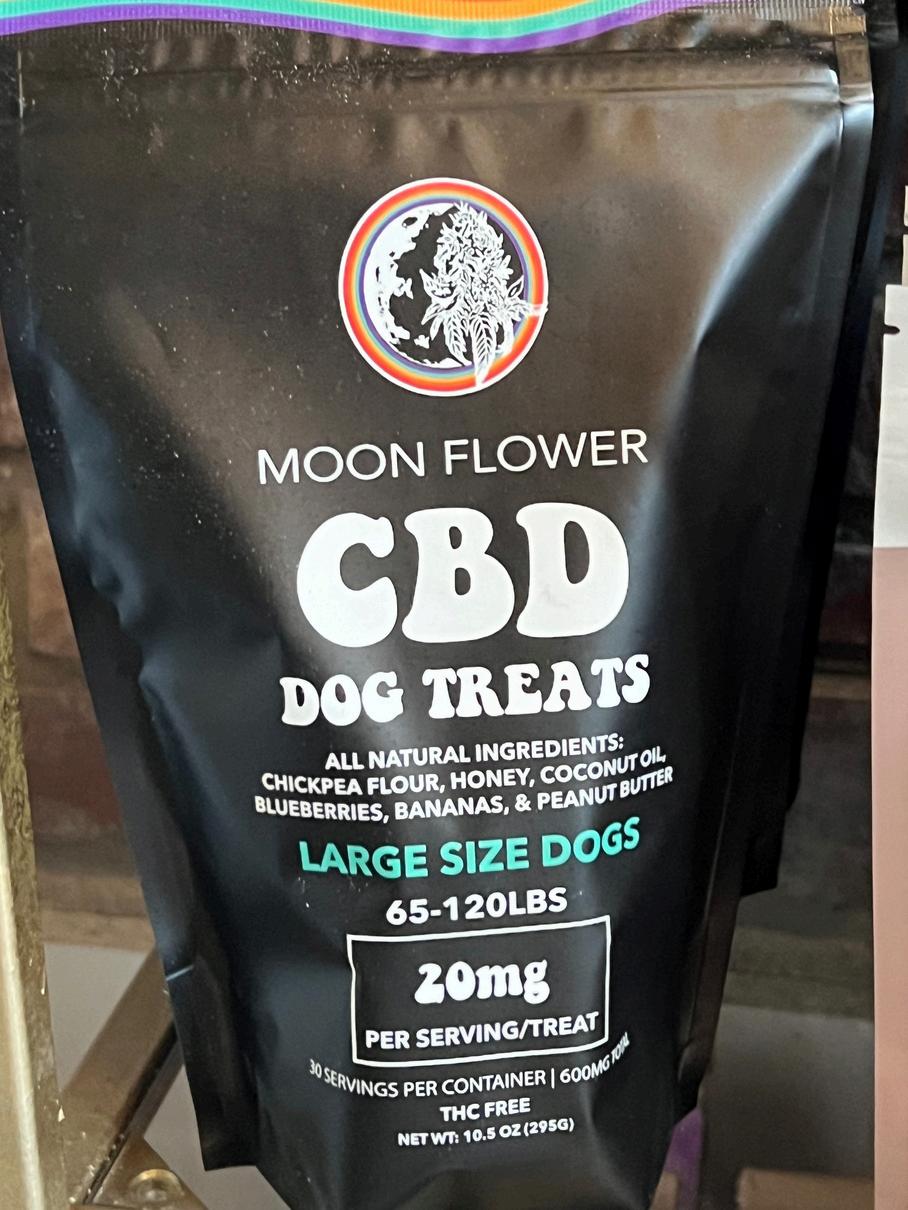 MOON FLOWER
CBD
DOG TREATS
ALL NATURAL INGREDIENTS:
CHICKPEA FLOUR, HONEY, COCONUT OIL,
BLUEBERRIES, BANANAS, & PEANUT BUTTER
LARGE SIZE DOGS
65-120LBS
20mg
PER SERVING/TREAT
30 SERVINGS PER CONTAINER | 600MG TOTAL
THC FREE
NET WT: 10.5 OZ (295G)